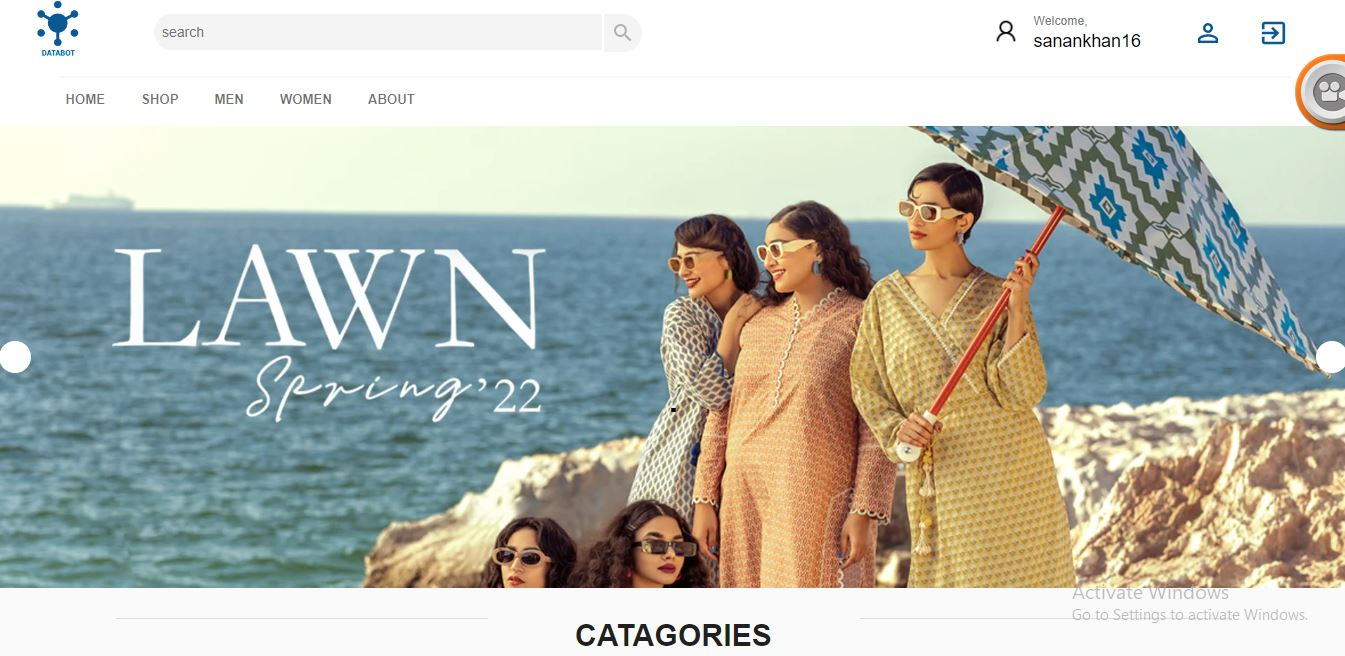 DATABOT
search
Welcome,
sanankhan16
HOME SHOP MEN WOMEN ABOUT
LAWN
Spring'22
Activate Windows
Go to Settings to activate Windows.
CATAGORIES